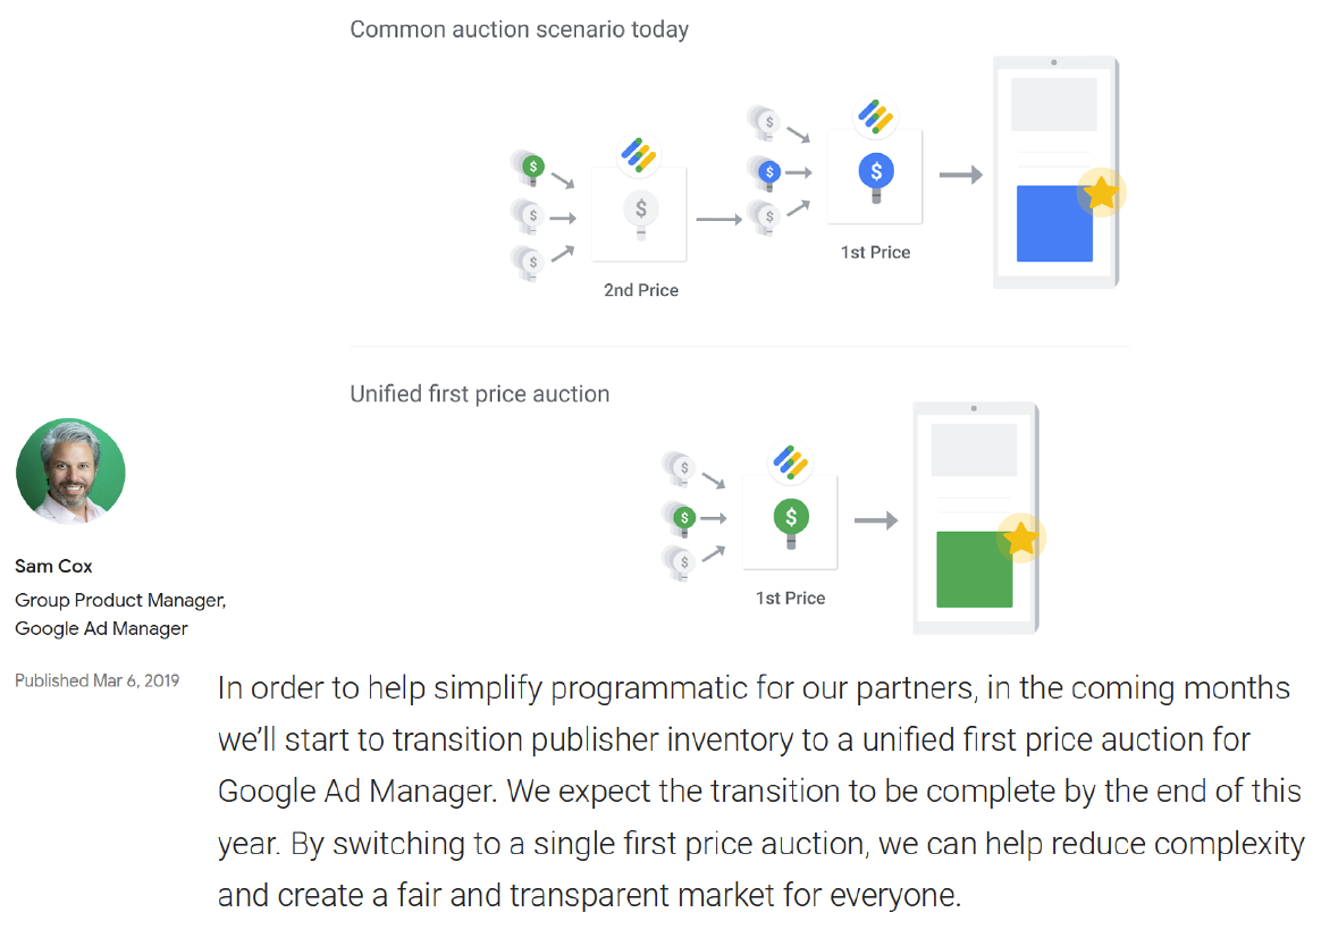 Common auction scenario today
$
$
$
$
2nd Price
$
$
$
$
1st Price
Unified first price auction
$
$
$
$
1st Price
Sam Cox
Group Product Manager,
Google Ad Manager
Published Mar 6, 2019
In order to help simplify programmatic for our partners, in the coming months
we'll start to transition publisher inventory to a unified first price auction for
Google Ad Manager. We expect the transition to be complete by the end of this
year. By switching to a single first price auction, we can help reduce complexity
and create a fair and transparent market for everyone.